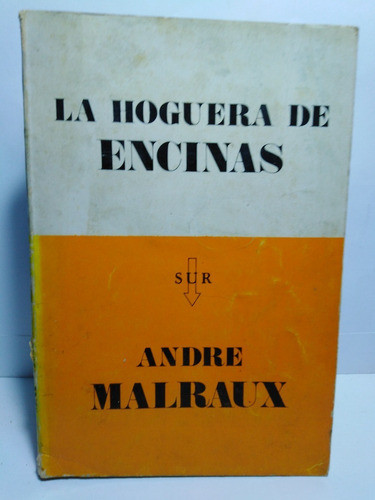 LA HOGUERA DE
ENCINAS
SUR
ANDRE
MALRAUX